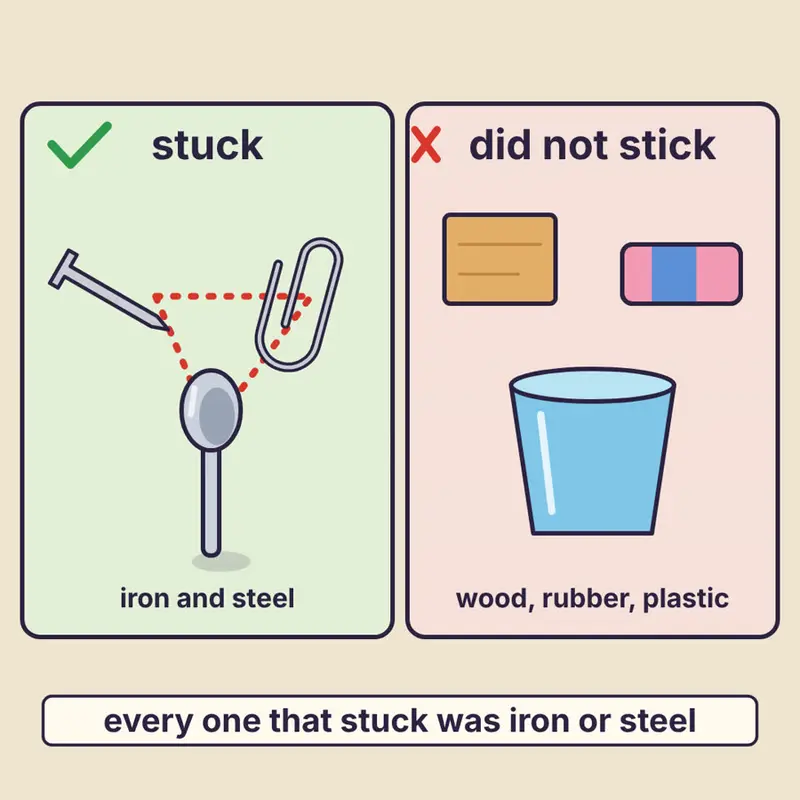 stuck
did not stick
iron and steel
wood, rubber, plastic
every one that stuck was iron or steel